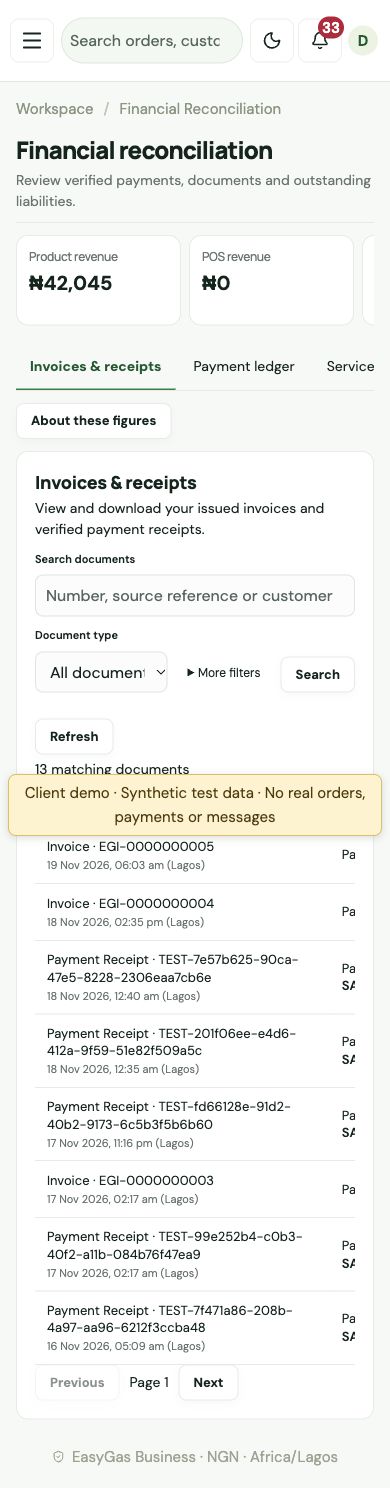 Search orders, custo
33
D
Workspace / Financial Reconciliation
Financial reconciliation
Review verified payments, documents and outstanding
liabilities.
Product revenue
₦42,045
POS revenue
₦0
Invoices & receipts
Payment ledger
Service
About these figures
Invoices & receipts
View and download your issued invoices and
verified payment receipts.
Search documents
Number, source reference or customer
Document type
All document
More filters
Search
Refresh
13 matching documents
Client demo · Synthetic test data · No real orders,
payments or messages
Invoice · EGI-0000000005
19 Nov 2026, 06:03 am (Lagos)
Pa
Invoice · EGI-0000000004
18 Nov 2026, 02:35 pm (Lagos)
Pa
Payment Receipt · TEST-7e57b625-90ca-
47e5-8228-2306eaa7cb6e
18 Nov 2026, 12:40 am (Lagos)
Pa
SA
Payment Receipt · TEST-201f06ee-e4d6-
412a-9f59-51e82f509a5c
18 Nov 2026, 12:35 am (Lagos)
Pa
SA
Payment Receipt · TEST-fd66128e-91d2-
40b2-9173-6c5b3f5b6b60
17 Nov 2026, 11:16 pm (Lagos)
Pa
SA
Invoice · EGI-0000000003
17 Nov 2026, 02:17 am (Lagos)
Pa
Payment Receipt · TEST-99e252b4-c0b3-
40f2-a11b-084b76f47ea9
17 Nov 2026, 02:17 am (Lagos)
Pa
SA
Payment Receipt · TEST-7f471a86-208b-
4a97-aa96-6212f3ccba48
16 Nov 2026, 05:09 am (Lagos)
Pa
SA
Previous
Page 1
Next
EasyGas Business · NGN · Africa/Lagos